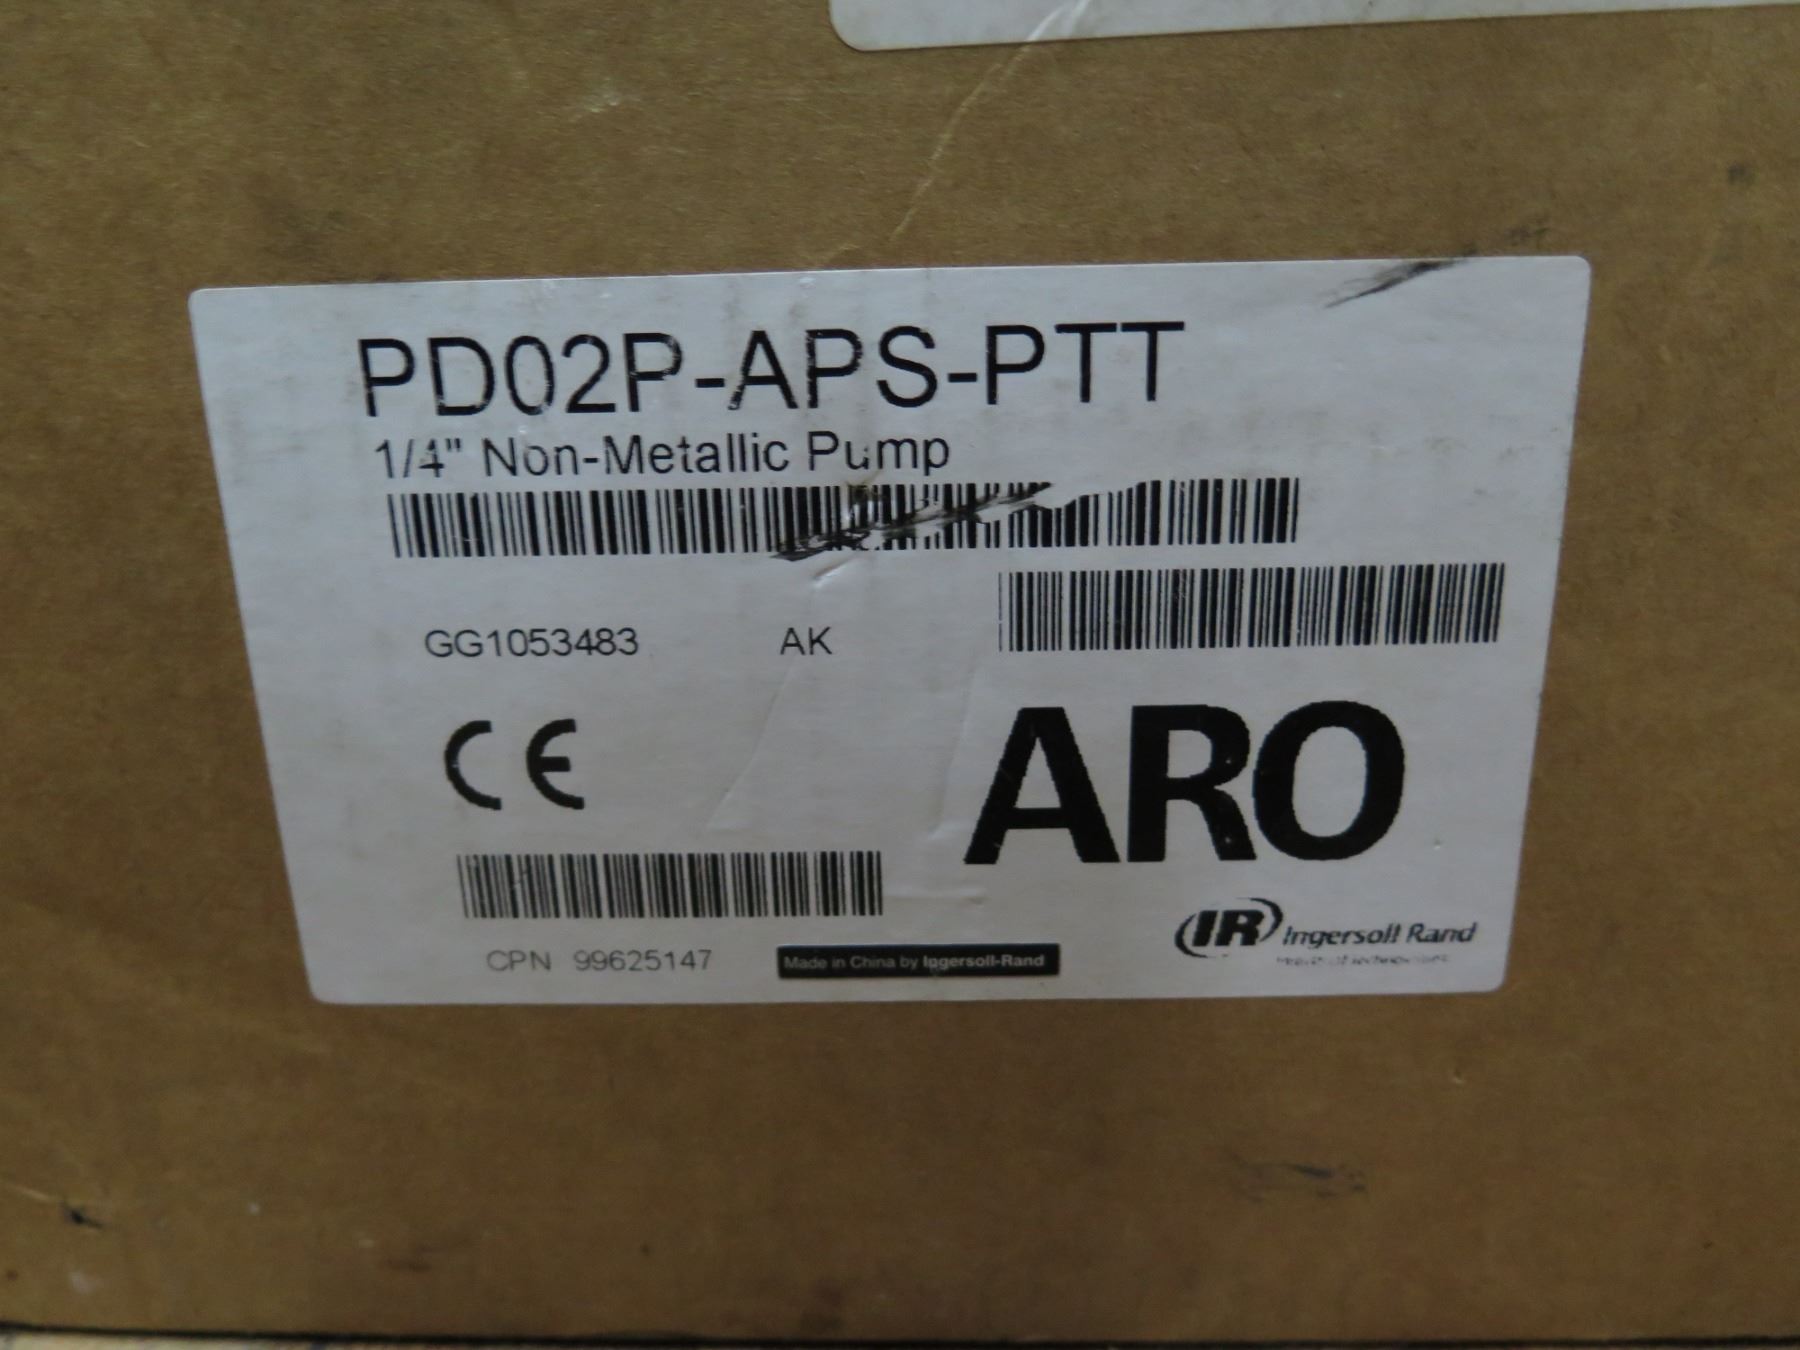 PD02P-APS-PTT
1/4" Non-Metallic Pump
GG1053483 AK
CE
ARO
CPN 99625147
Made in China by Ingersoll-Rand
IR Ingersoll Rand